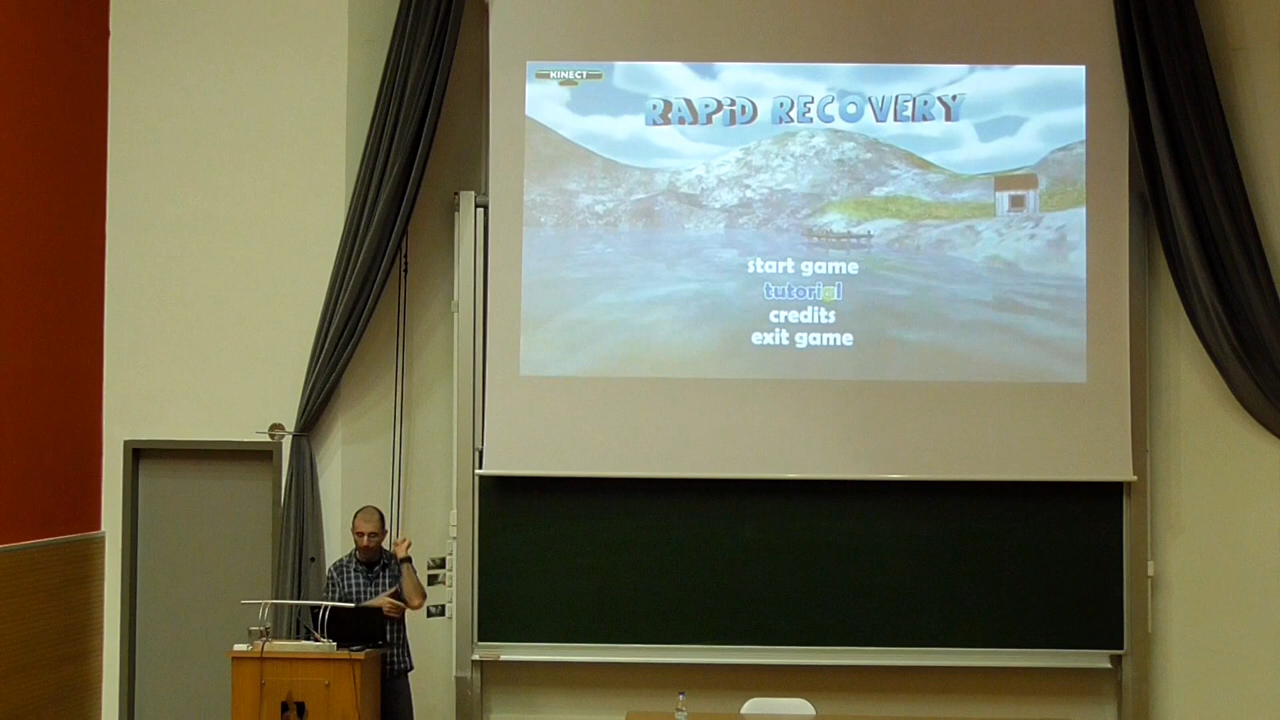 KINECT
RAPiD RECOVERY
start game
tutorial
credits
exit game